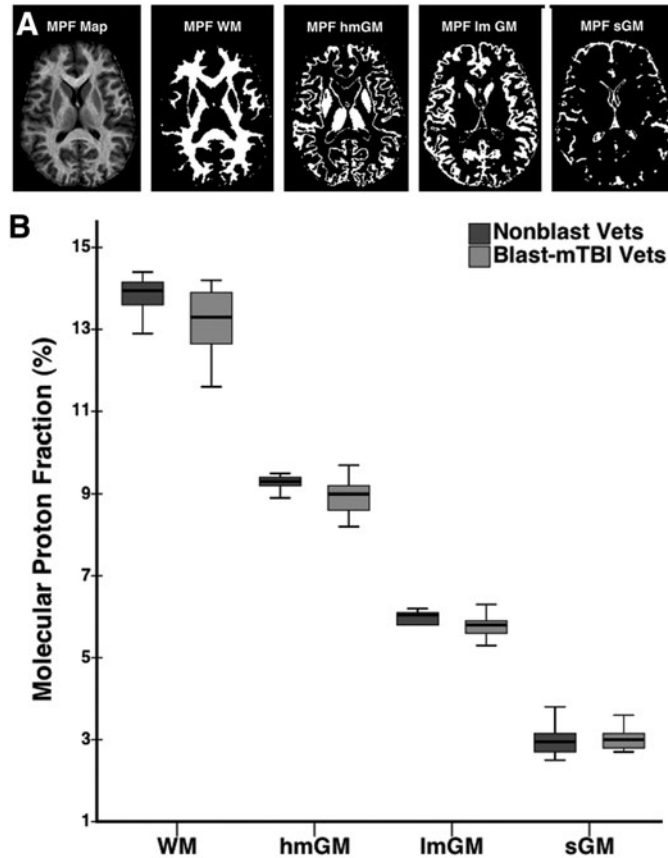 A
MPF Map
MPF WM
MPF hmGM
MPF lm GM
MPF sGM
B
Nonblast Vets
Blast-mTBI Vets
Molecular Proton Fraction (%)
15
13
11
9
7
5
3
1
WM
hmGM
lmGM
sGM